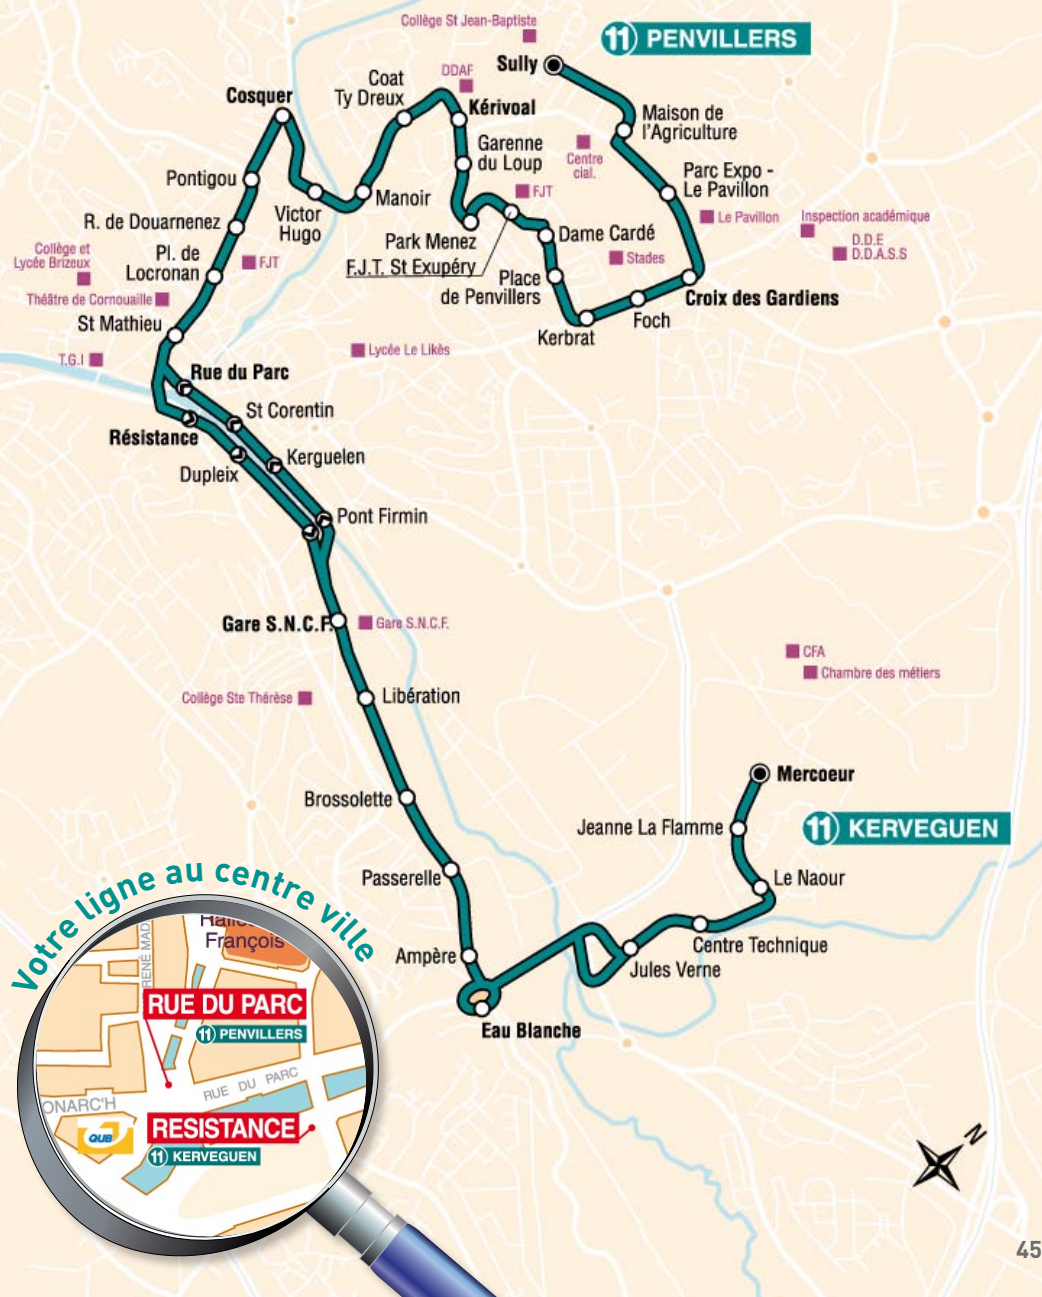 Collège St Jean-Baptiste
11 PENVILLERS
Sully
DDAF
Coat
Ty Dreux
Cosquer
Kérivoal
Maison de
l'Agriculture
Garenne
du Loup
Centre
cial.
Pontigou
Parc Expo -
Le Pavillon
FJT
Manoir
Victor
Hugo
R. de Douarnenez
Le Pavillon
Inspection académique
Park Menez
Dame Cardé
D.D.E
D.D.A.S.S
Collège et
Lycée Brizeux
Pl. de
Locronan
FJT
F.J.T. St Exupéry
Stades
Place
de Penvillers
Théâtre de Cornouaille
Croix des Gardiens
St Mathieu
Foch
Kerbrat
T.G.I
Lycée Le Likès
Rue du Parc
St Corentin
Résistance
Kerguelen
Dupleix
Pont Firmin
Gare S.N.C.F.
Gare S.N.C.F.
CFA
Chambre des métiers
Collège Ste Thérèse
Libération
Mercoeur
Brossolette
Jeanne La Flamme
11 KERVEGUEN
Passerelle
Le Naour
Votre ligne au centre ville
Centre Technique
Ampère
Jules Verne
Eau Blanche
François
RENÉ MAD
RUE DU PARC
11 PENVILLERS
RUE DU PARC
ONARC'H
QUB
RESISTANCE
11 KERVEGUEN
N
45